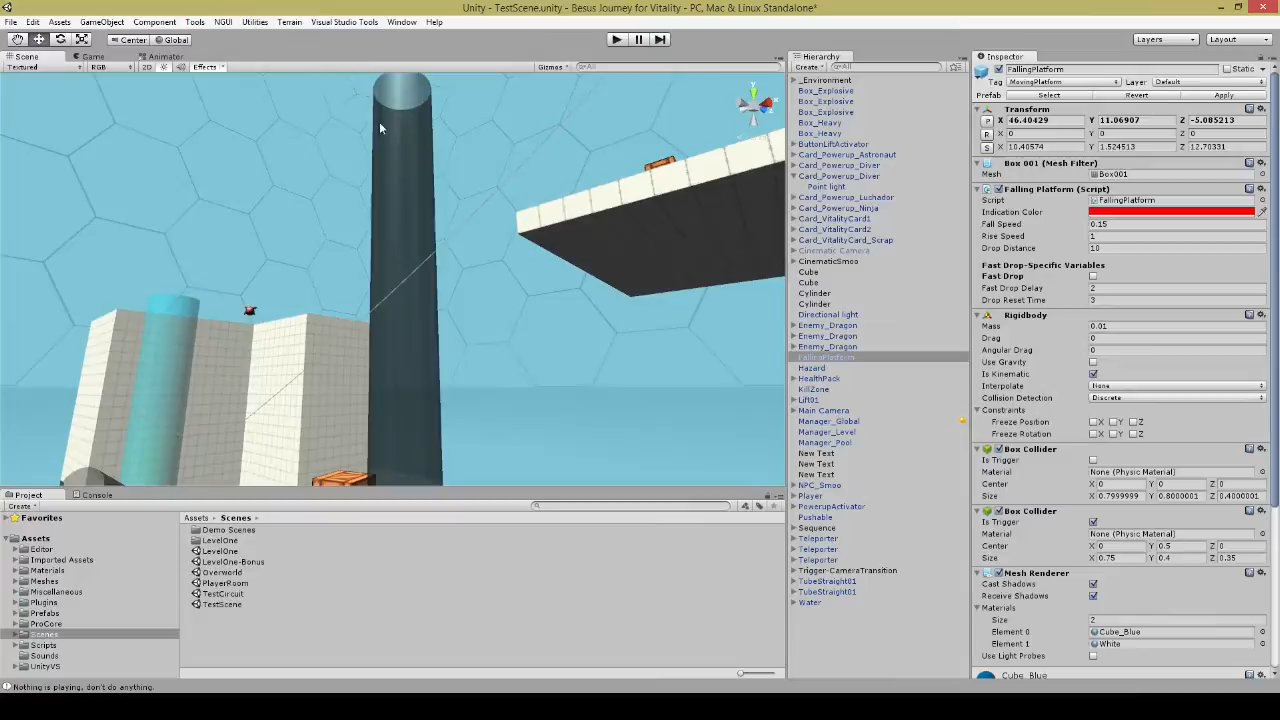 Unity - TestScene.unity - Besus Journey for Vitality - PC, Mac & Linux Standalone*
File Edit Assets GameObject Component Tools NGUI Utilities Terrain Visual Studio Tools Window Help
Center Global Layers Layout
Scene Game Animator
Textured RGB 2D Effects Gizmos All
Hierarchy
Create All
_Environment
Box_Explosive
Box_Explosive
Box_Explosive
Box_Heavy
Box_Heavy
ButtonLiftActivator
Card_Powerup_Astronaut
Card_Powerup_Diver
Card_Powerup_Diver
Point light
Card_Powerup_Luchador
Card_Powerup_Ninja
Card_VitalityCard1
Card_VitalityCard2
Card_VitalityCard_Scrap
Cinematic Camera
CinematicSmoo
Cube
Cube
Cylinder
Cylinder
Directional light
Enemy_Dragon
Enemy_Dragon
Enemy_Dragon
FallingPlatform
Hazard
HealthPack
KillZone
Lift01
Main Camera
Manager_Global
Manager_Level
Manager_Pool
New Text
New Text
New Text
NPC_Smoo
Player
PowerupActivator
Pushable
Sequence
Teleporter
Teleporter
Teleporter
Trigger-CameraTransition
TubeStraight01
TubeStraight01
Water
Inspector
FallingPlatform Static
Tag MovingPlatform Layer Default
Prefab Select Revert Apply
Transform
P X 46.40429 Y 11.06907 Z -5.085213
R X 0 Y 0 Z 0
S X 10.40574 Y 1.524513 Z 12.70331
Box 001 (Mesh Filter)
Mesh Box001
Falling Platform (Script)
Script FallingPlatform
Indication Color
Fall Speed 0.15
Rise Speed 1
Drop Distance 10
Fast Drop-Specific Variables
Fast Drop
Fast Drop Delay 2
Drop Reset Time 3
Rigidbody
Mass 0.01
Drag 0
Angular Drag 0
Use Gravity
Is Kinematic
Interpolate None
Collision Detection Discrete
Constraints
Freeze Position X Y Z
Freeze Rotation X Y Z
Box Collider
Is Trigger
Material None (Physic Material)
Center X 0 Y 0 Z 0
Size X 0.7999999 Y 0.8000001 Z 0.4000001
Box Collider
Is Trigger
Material None (Physic Material)
Center X 0 Y 0.5 Z 0
Size X 0.75 Y 0.4 Z 0.35
Mesh Renderer
Cast Shadows
Receive Shadows
Materials
Size 2
Element 0 Cube_Blue
Element 1 White
Use Light Probes
Cube_Blue
Project Console
Create
Favorites
Assets
Editor
Imported Assets
Materials
Meshes
Miscellaneous
Plugins
Prefabs
ProCore
Scenes
Scripts
Sounds
UnityVS
Assets Scenes
Demo Scenes
LevelOne
LevelOne
LevelOne-Bonus
Overworld
PlayerRoom
TestCircuit
TestScene
Nothing is playing, don't do anything.